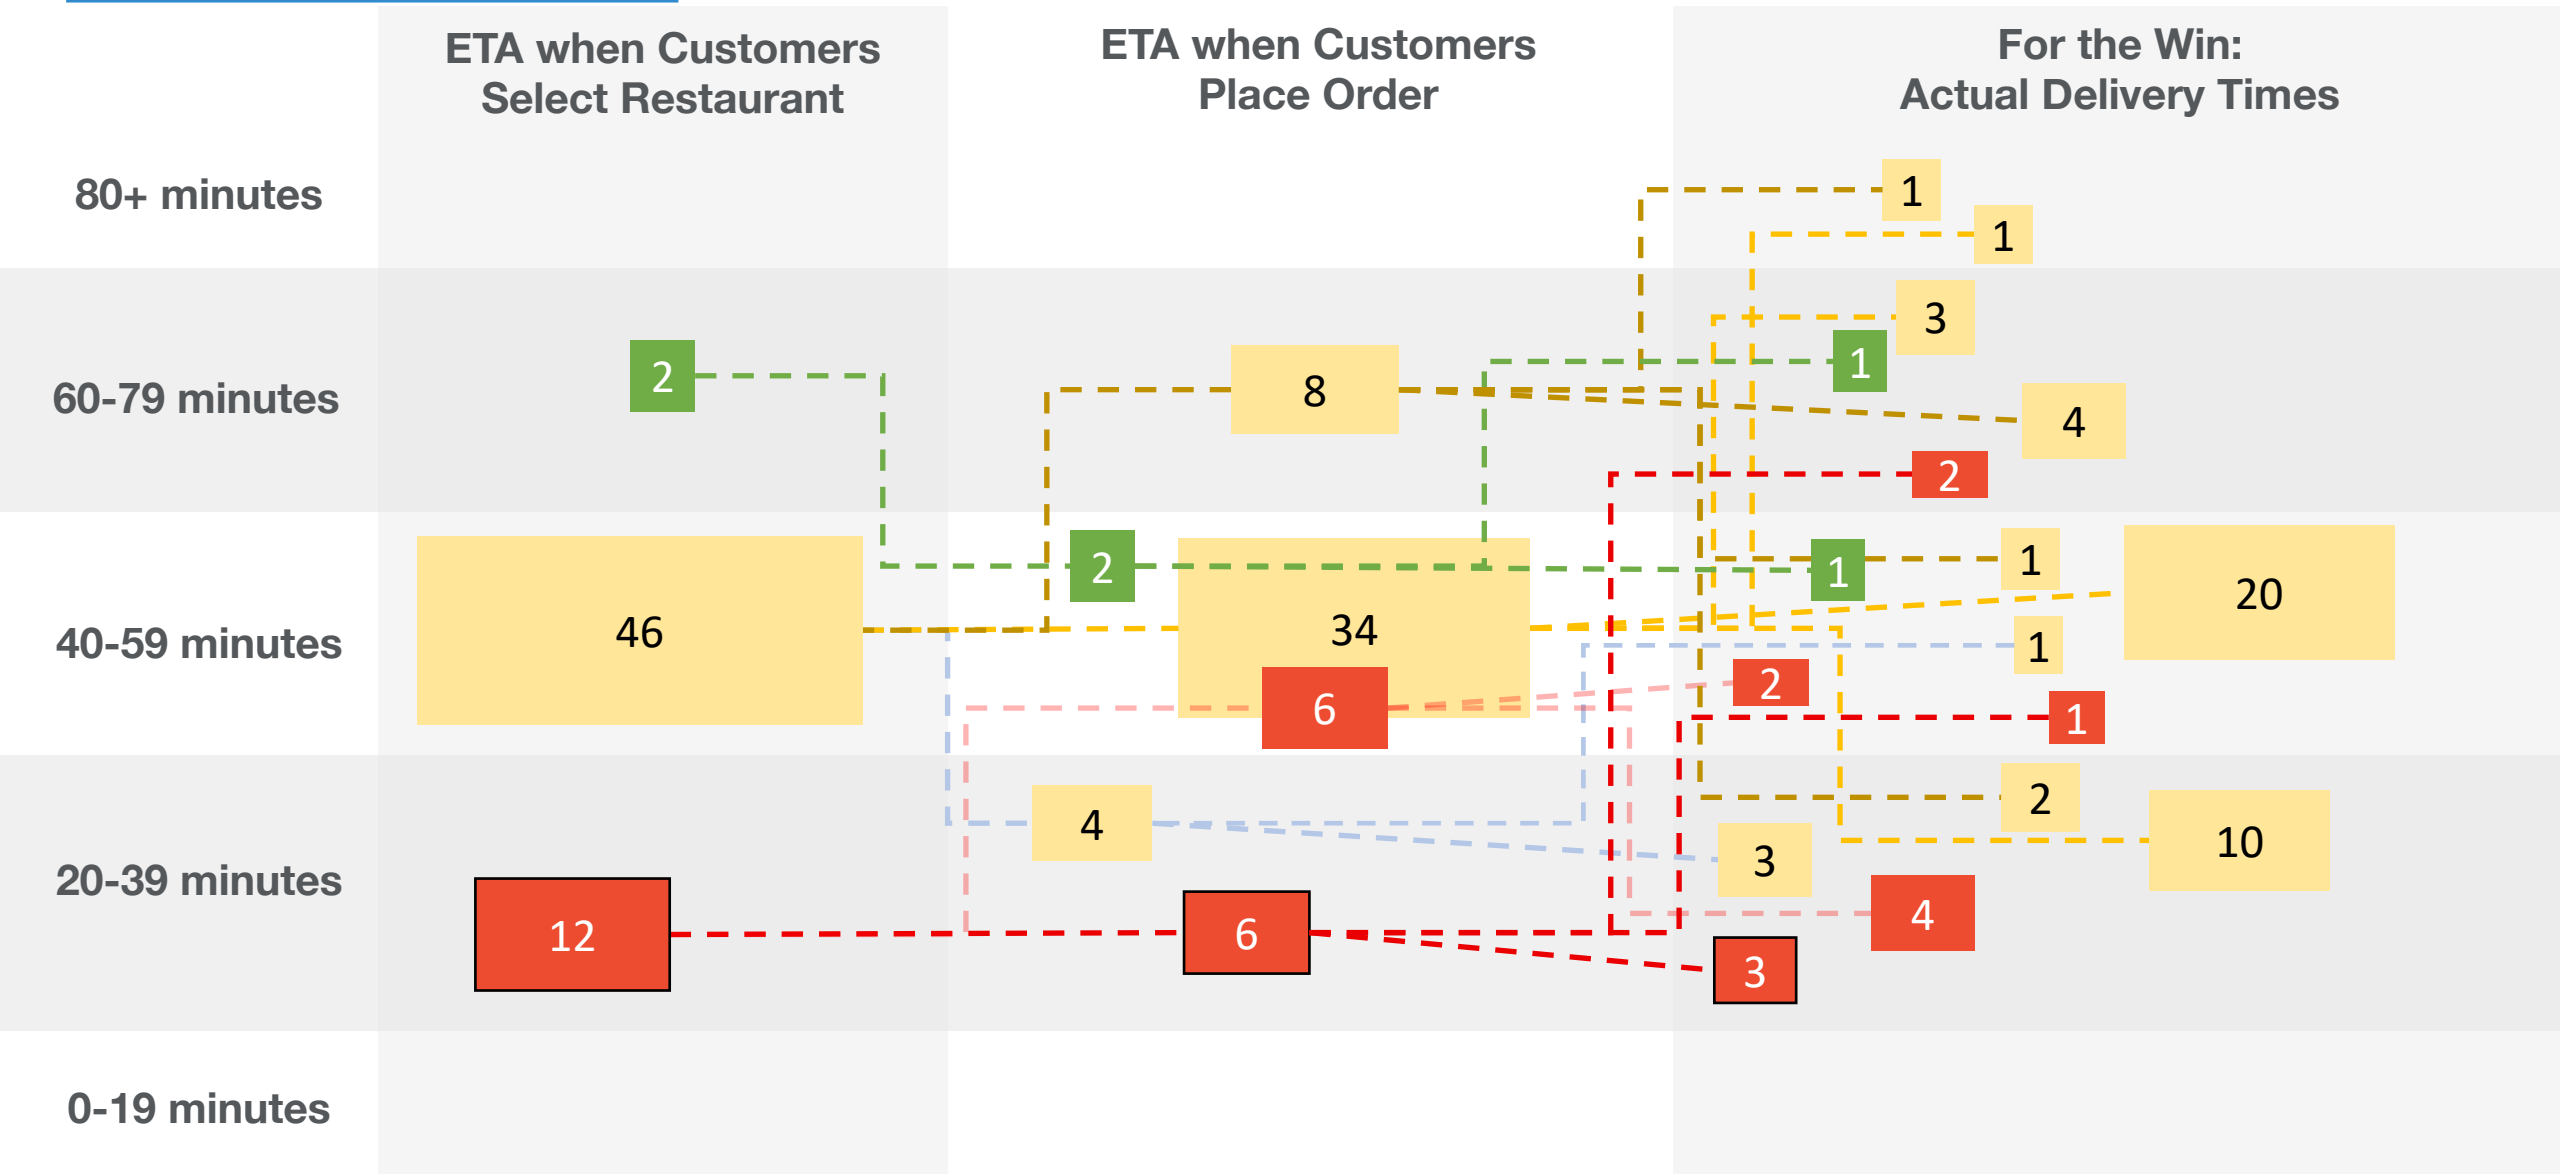 ETA when Customers
Select Restaurant
ETA when Customers
Place Order
For the Win:
Actual Delivery Times
80+ minutes
1
1
60-79 minutes
2
8
3
1
4
2
40-59 minutes
46
2
34
6
1
1
20
1
2
1
20-39 minutes
12
4
6
2
10
3
4
3
0-19 minutes